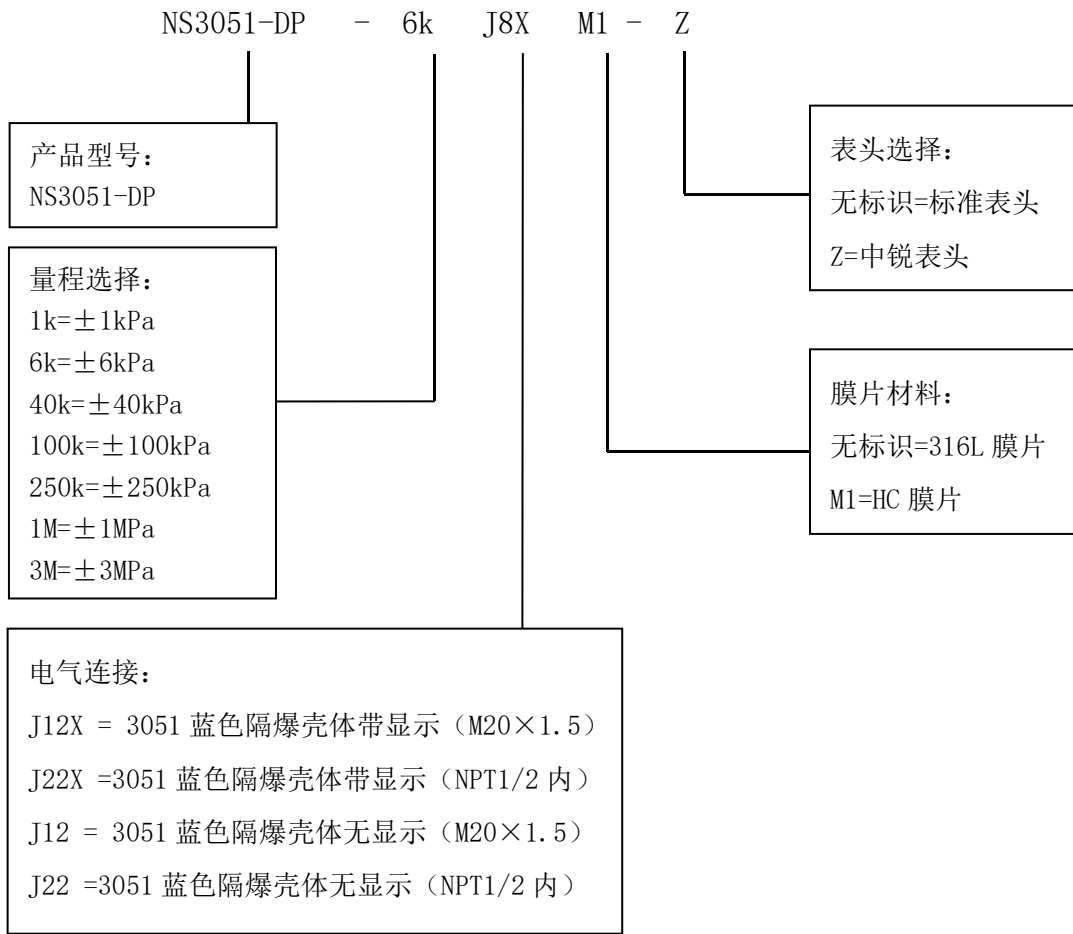 NS3051-DP - 6k J8X M1 - Z
产品型号：
NS3051-DP
量程选择：
1k=±1kPa
6k=±6kPa
40k=±40kPa
100k=±100kPa
250k=±250kPa
1M=±1MPa
3M=±3MPa
表头选择：
无标识=标准表头
Z=中锐表头
膜片材料：
无标识=316L 膜片
M1=HC 膜片
电气连接：
J12X = 3051 蓝色隔爆壳体带显示（M20×1.5）
J22X =3051 蓝色隔爆壳体带显示（NPT1/2 内）
J12 = 3051 蓝色隔爆壳体无显示（M20×1.5）
J22 =3051 蓝色隔爆壳体无显示（NPT1/2 内）